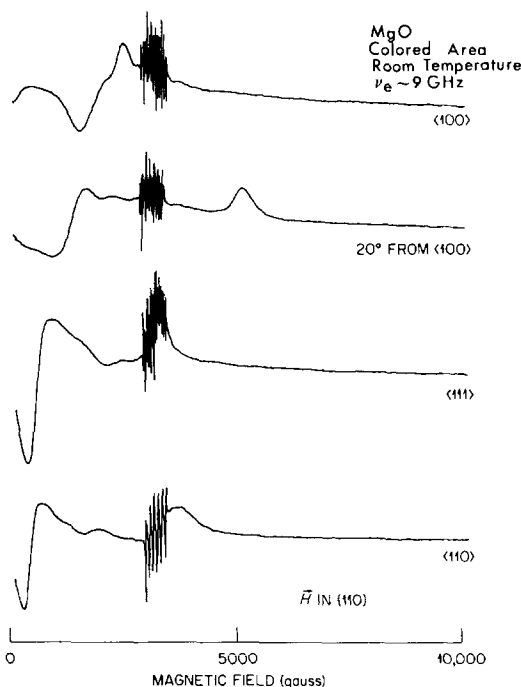 MgO
Colored Area
Room Temperature
νe ~ 9 GHz
⟨100⟩
20° FROM ⟨100⟩
⟨111⟩
⟨110⟩
H⃗ IN {110}
0 5000 10,000
MAGNETIC FIELD (gauss)